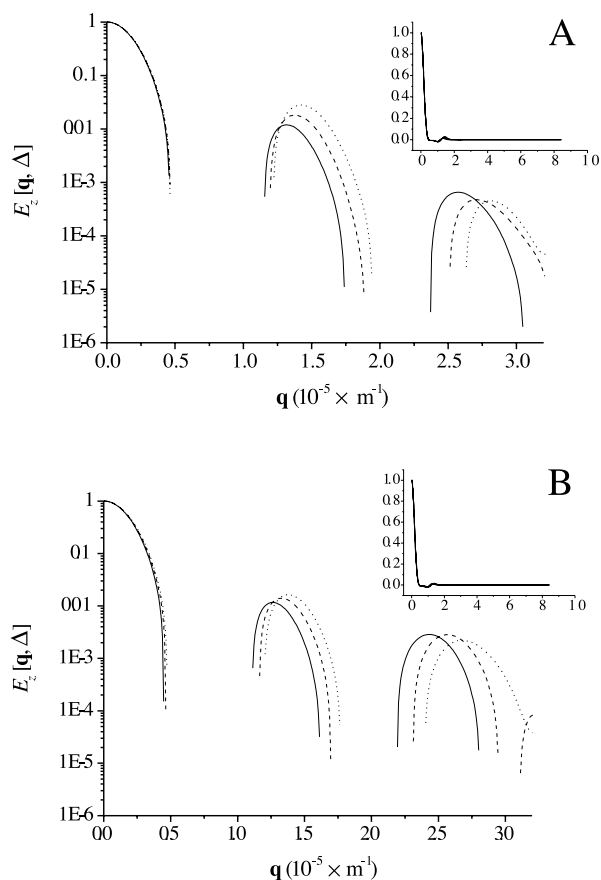 A
1.0
0.8
0.6
0.4
0.2
0.0
0 2 4 6 8 10
1
0.1
001
1E-3
1E-4
1E-5
1E-6
E_z [q, Δ]
0.0 0.5 1.0 1.5 2.0 2.5 3.0
q (10⁻⁵ × m⁻¹)
B
1.0
0.8
0.6
0.4
0.2
0.0
0 2 4 6 8 10
1
01
001
1E-3
1E-4
1E-5
1E-6
E_z [q, Δ]
00 05 10 15 20 25 30
q (10⁻⁵ × m⁻¹)